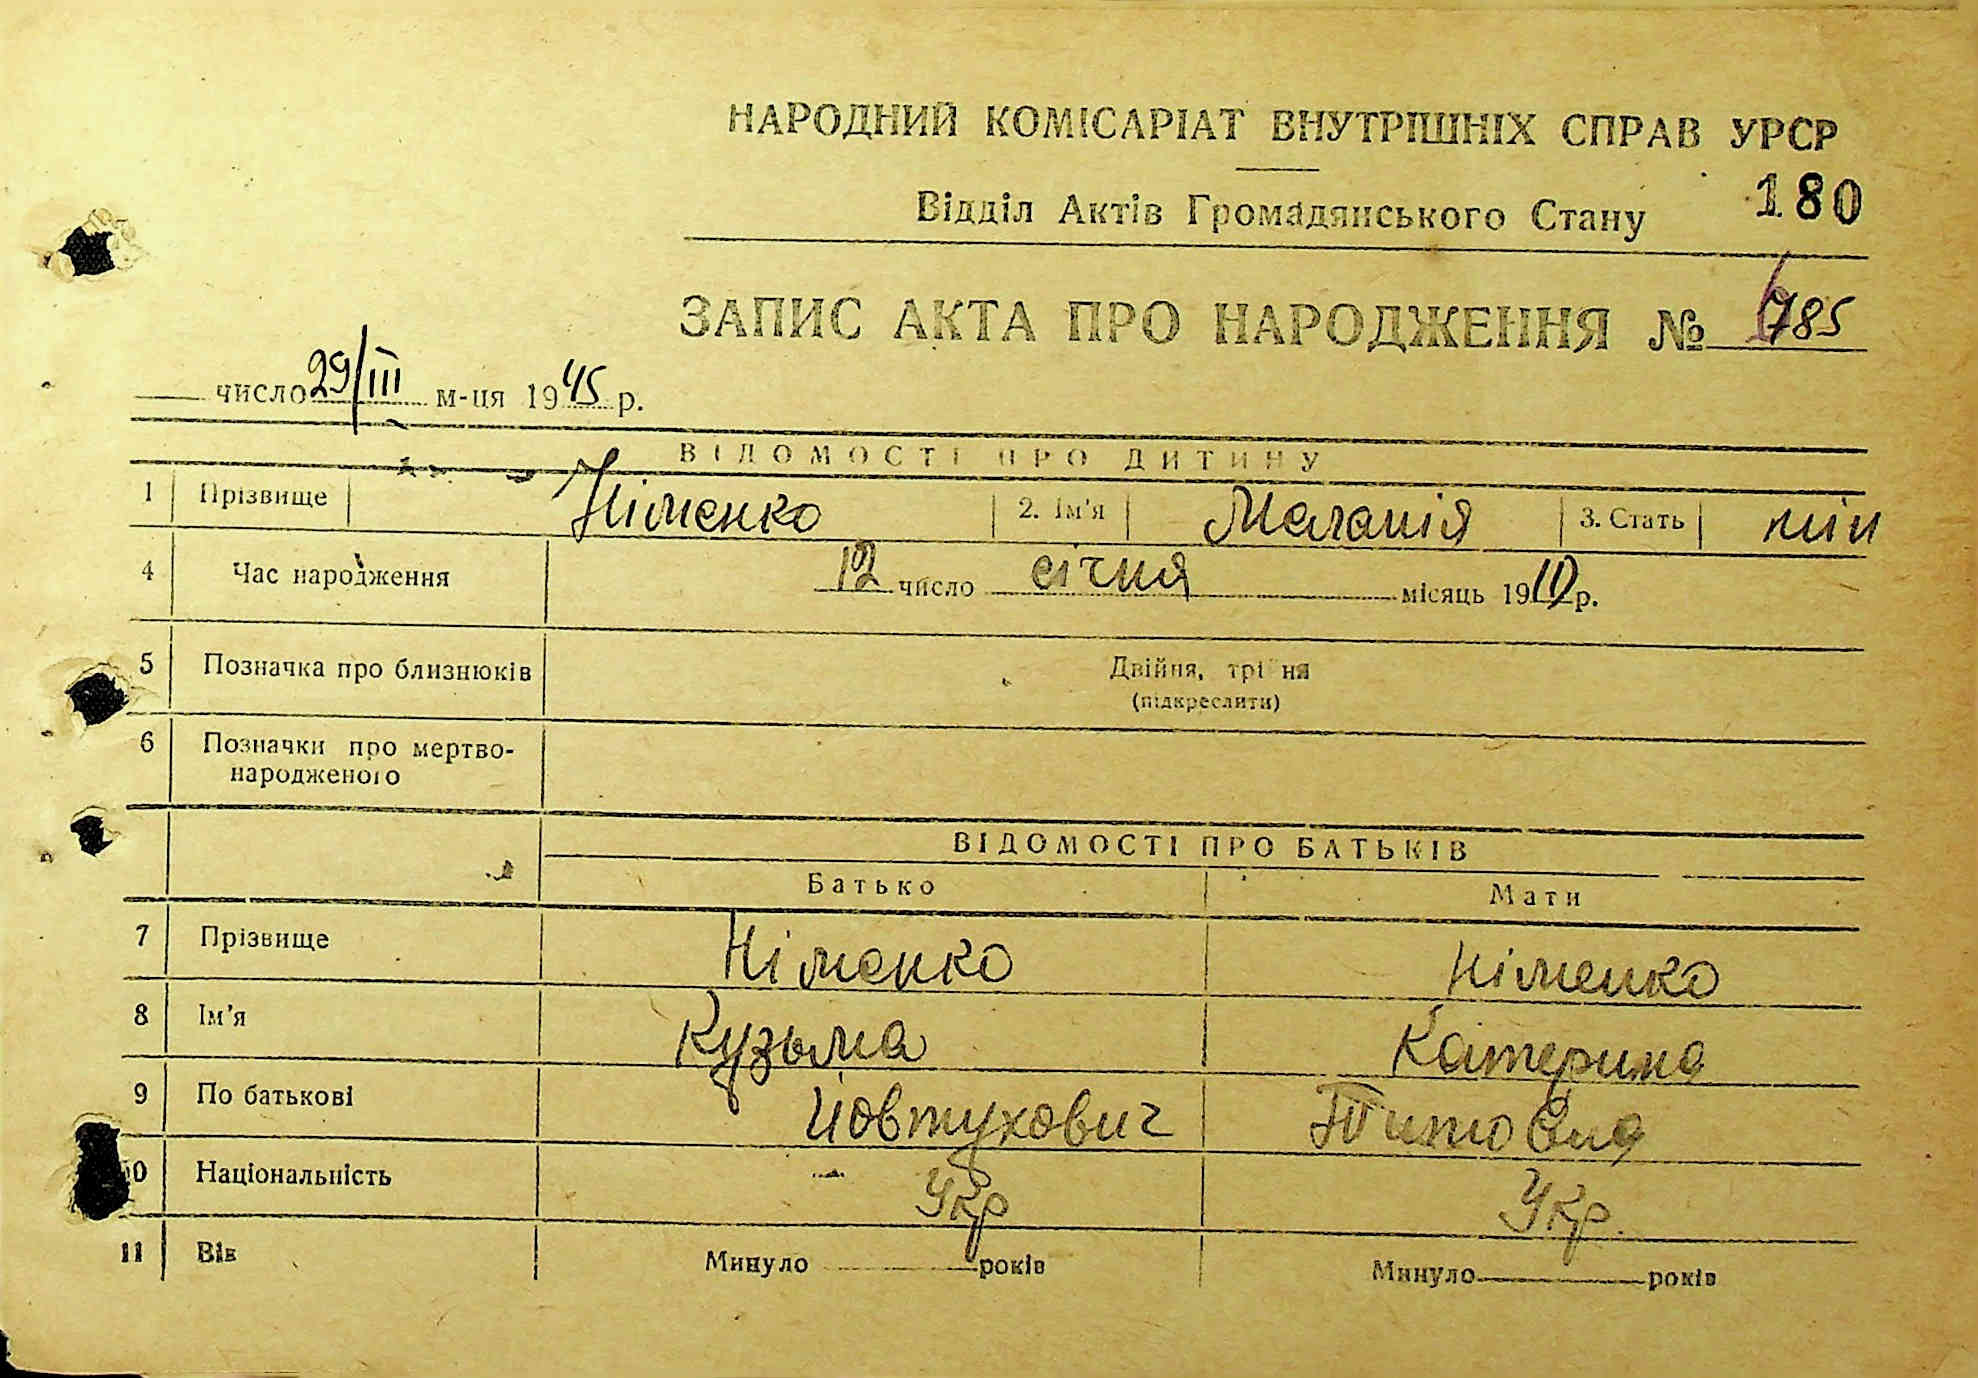 НАРОДНИЙ КОМІСАРІАТ ВНУТРІШНІХ СПРАВ УРСР
Відділ Актів Громадянського Стану 180
ЗАПИС АКТА ПРО НАРОДЖЕННЯ № 785
число 29/III м-ця 1945 р.
ВІДОМОСТІ ПРО ДИТИНУ
1 Прізвище Німенко 2. Ім'я Меланія 3. Стать
4 Час народження 12 число січня місяць 1910 р.
5 Позначка про близнюків Двійня, трійня
(підкреслити)
6 Позначки про мертво-
народженого
ВІДОМОСТІ ПРО БАТЬКІВ
Батько Мати
7 Прізвище Німенко Німенко
8 Ім'я Кузьма Катерина
9 По батькові Йовтухович Титовна
10 Національність Укр Укр.
11 Вік Минуло років Минуло років